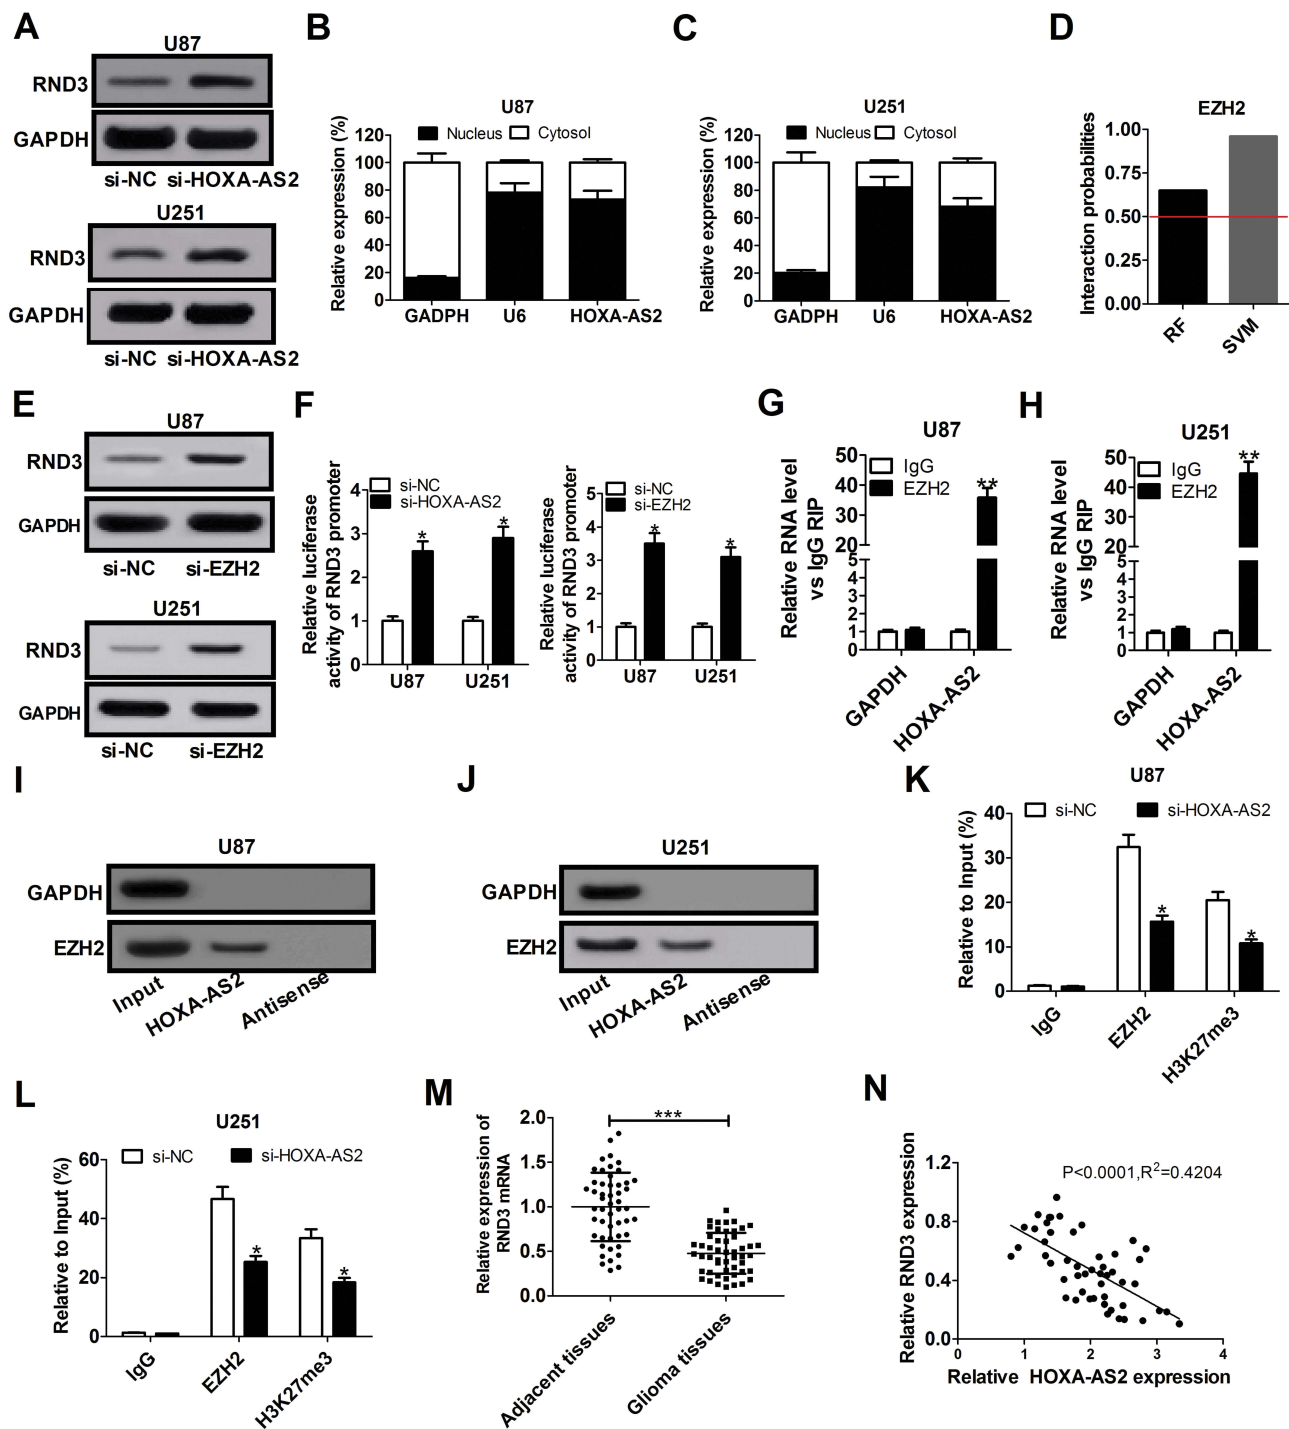 A
U87
RND3
GAPDH
si-NC si-HOXA-AS2
U251
RND3
GAPDH
si-NC si-HOXA-AS2
B
U87
Nucleus Cytosol
Relative expression (%)
120
100
80
60
40
20
0
GADPH U6 HOXA-AS2
C
U251
Nucleus Cytosol
Relative expression (%)
120
100
80
60
40
20
0
GADPH U6 HOXA-AS2
D
EZH2
Interaction probabilities
1.00
0.75
0.50
0.25
0.00
RF SVM
E
U87
RND3
GAPDH
si-NC si-EZH2
U251
RND3
GAPDH
si-NC si-EZH2
F
Relative luciferase
activity of RND3 promoter
si-NC
si-HOXA-AS2
4
3
2
1
0
* *
U87 U251
Relative luciferase
activity of RND3 promoter
si-NC
si-EZH2
5
4
3
2
1
0
* *
U87 U251
G
U87
Relative RNA level
vs IgG RIP
IgG
EZH2
50
40
30
20
5
4
3
2
1
0
**
GAPDH HOXA-AS2
H
U251
Relative RNA level
vs IgG RIP
IgG
EZH2
50
40
30
20
5
4
3
2
1
0
**
GAPDH HOXA-AS2
I
U87
GAPDH
EZH2
Input HOXA-AS2 Antisense
J
U251
GAPDH
EZH2
Input HOXA-AS2 Antisense
K
U87
si-NC si-HOXA-AS2
Relative to Input (%)
40
30
20
10
0
* *
IgG EZH2 H3K27me3
L
U251
si-NC si-HOXA-AS2
Relative to Input (%)
60
40
20
0
* *
IgG EZH2 H3K27me3
M
Relative expression of
RND3 mRNA
2.0
1.5
1.0
0.5
0.0
***
Adjacent tissues Glioma tissues
N
P<0.0001,R²=0.4204
Relative RND3 expression
1.2
0.8
0.4
0.0
0 1 2 3 4
Relative HOXA-AS2 expression